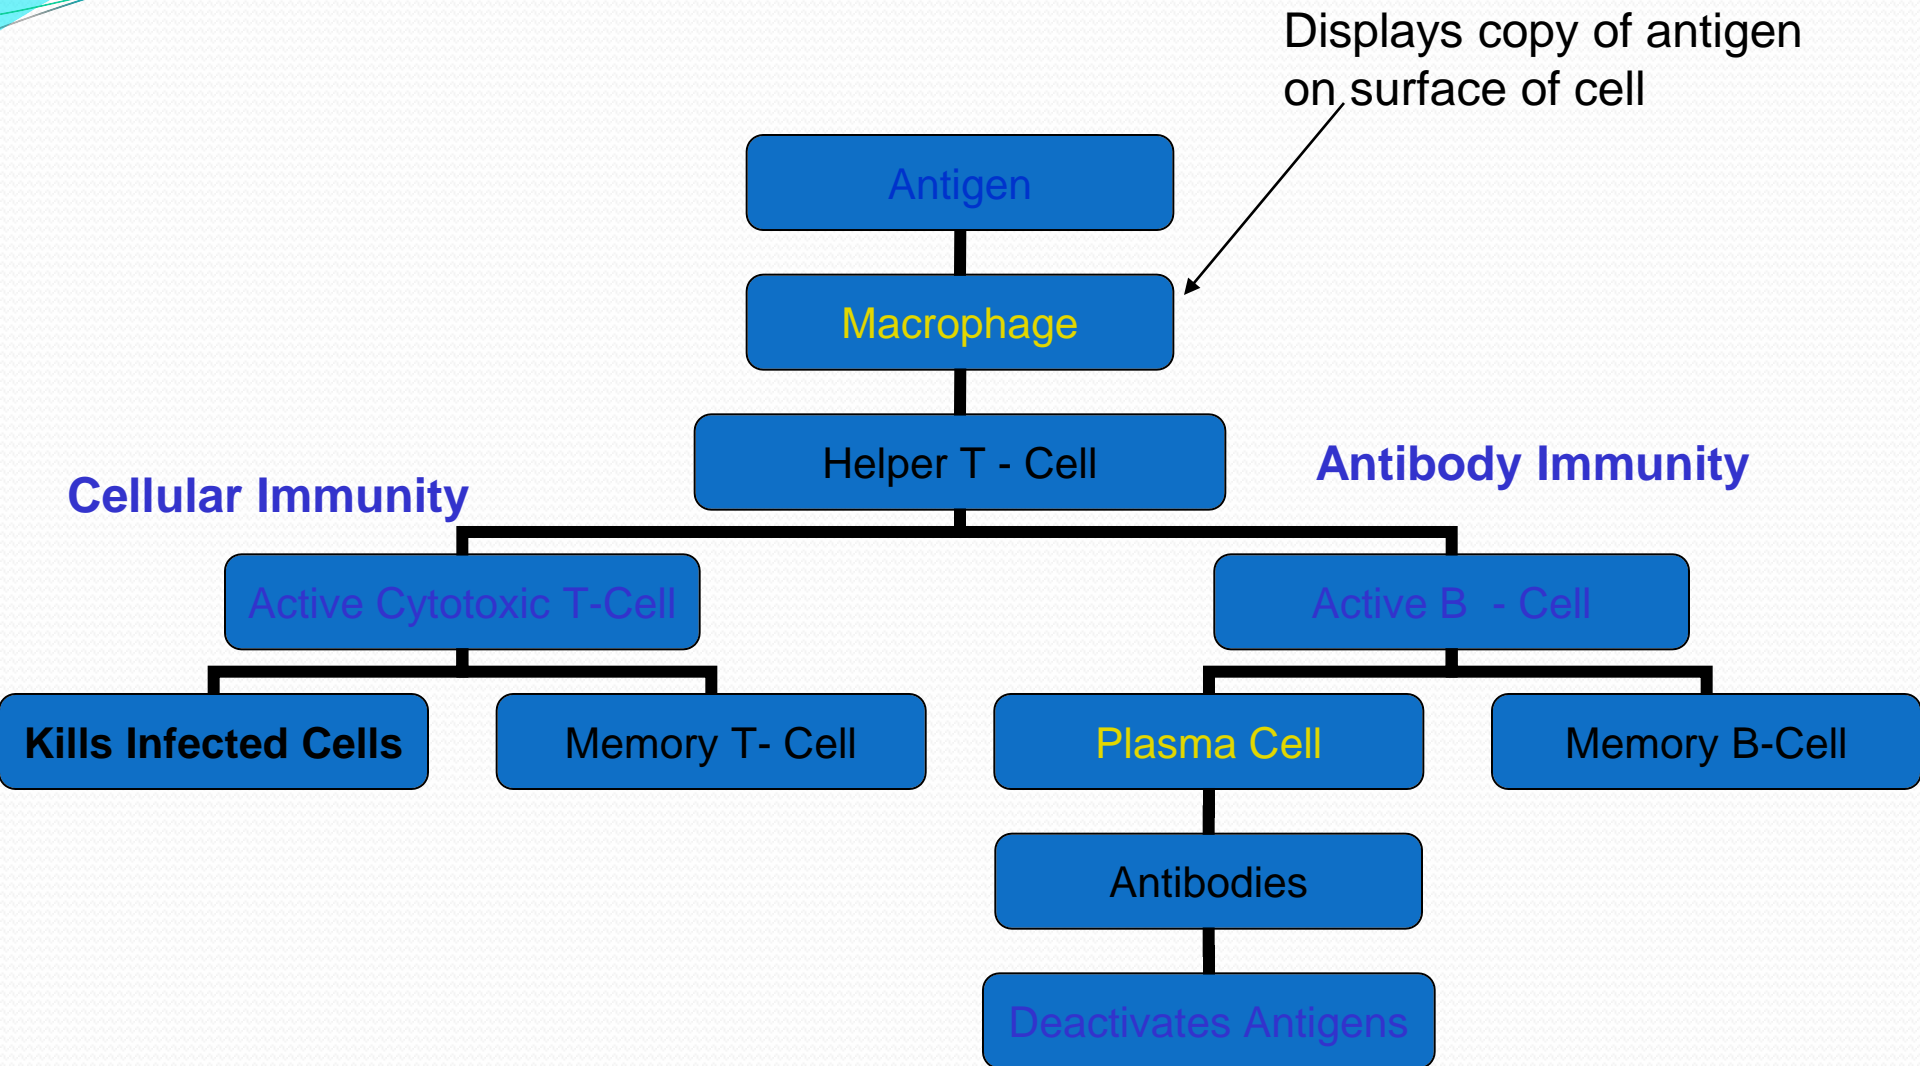 Displays copy of antigen
on surface of cell
Antigen
Macrophage
Helper T - Cell
Antibody Immunity
Cellular Immunity
Active Cytotoxic T-Cell
Active B - Cell
Kills Infected Cells
Memory T- Cell
Plasma Cell
Memory B-Cell
Antibodies
Deactivates Antigens